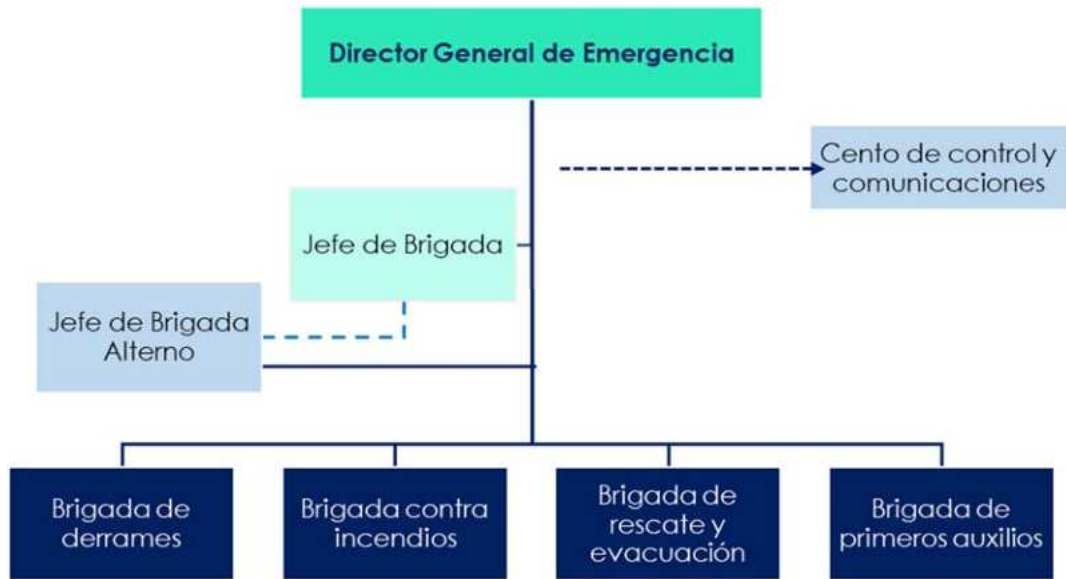 Director General de Emergencia
Cento de control y
comunicaciones
Jefe de Brigada
Jefe de Brigada
Alterno
Brigada de
derrames
Brigada contra
incendios
Brigada de
rescate y
evacuación
Brigada de
primeros auxilios